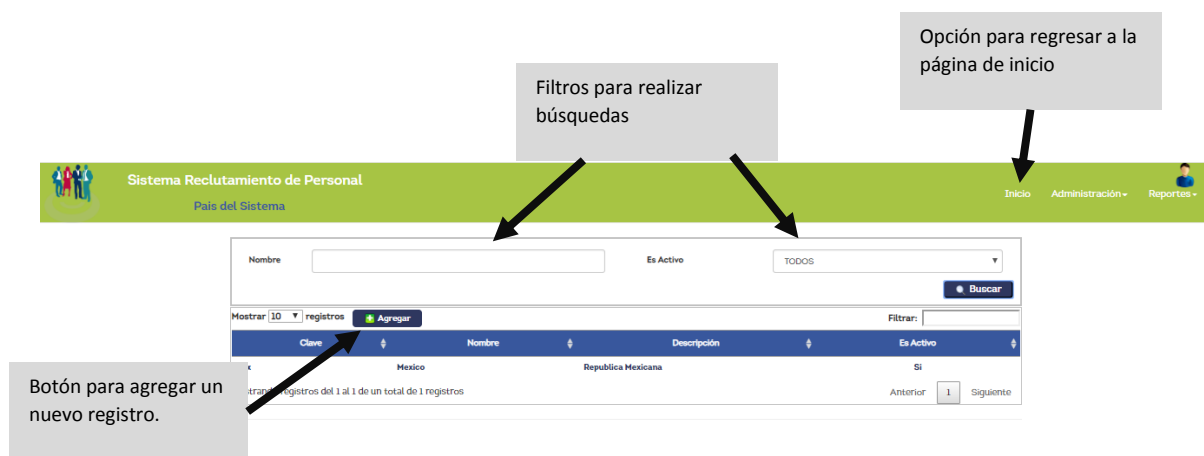 Opción para regresar a la
página de inicio
Filtros para realizar
búsquedas
Sistema Reclutamiento de Personal
Pais del Sistema
Inicio Administración Reportes
Nombre Es Activo TODOS
Buscar
Mostrar 10 registros Agregar Filtrar:
Clave Nombre Descripción Es Activo
Mexico Republica Mexicana Si
registros del 1 al 1 de un total de 1 registros Anterior 1 Siguiente
Botón para agregar un
nuevo registro.